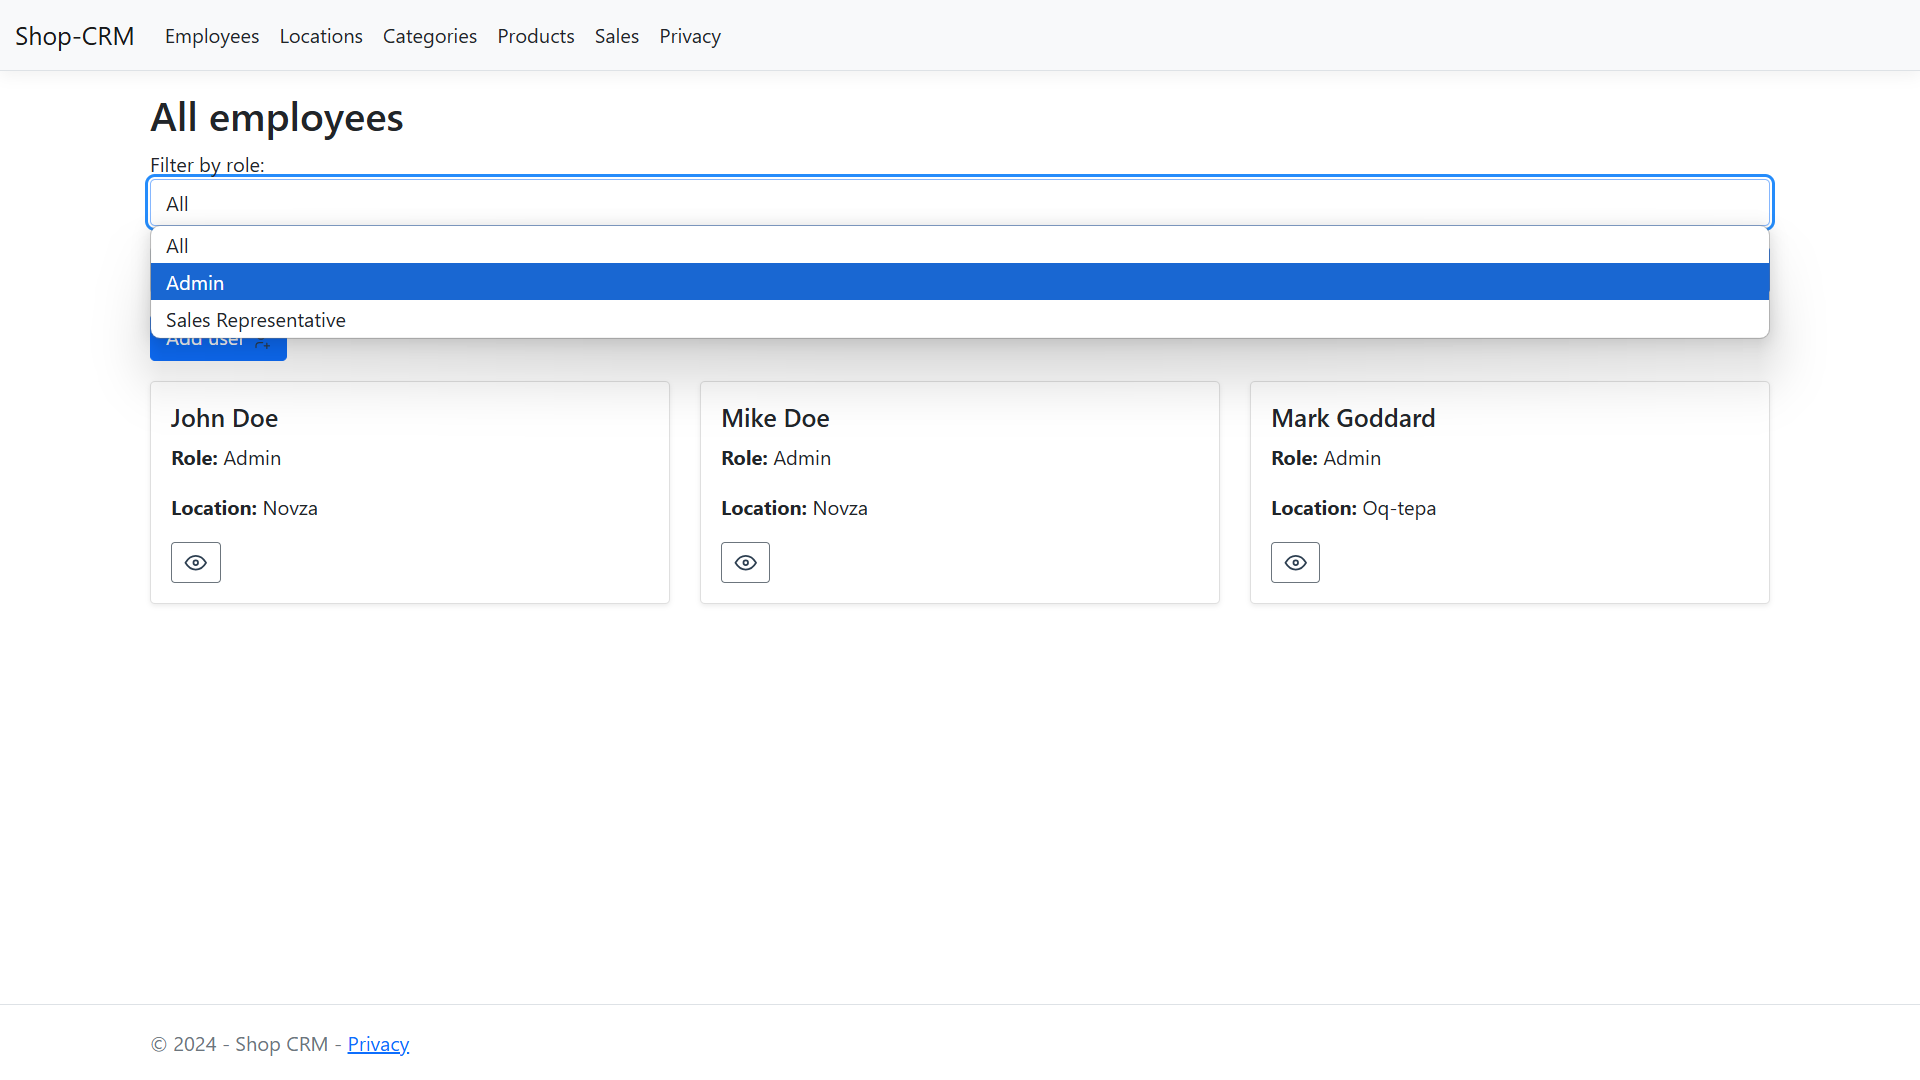 Shop-CRM Employees Locations Categories Products Sales Privacy
All employees
Filter by role:
All
All
Admin
Sales Representative
Add user
John Doe
Role: Admin
Location: Novza
Mike Doe
Role: Admin
Location: Novza
Mark Goddard
Role: Admin
Location: Oq-tepa
© 2024 - Shop CRM - Privacy